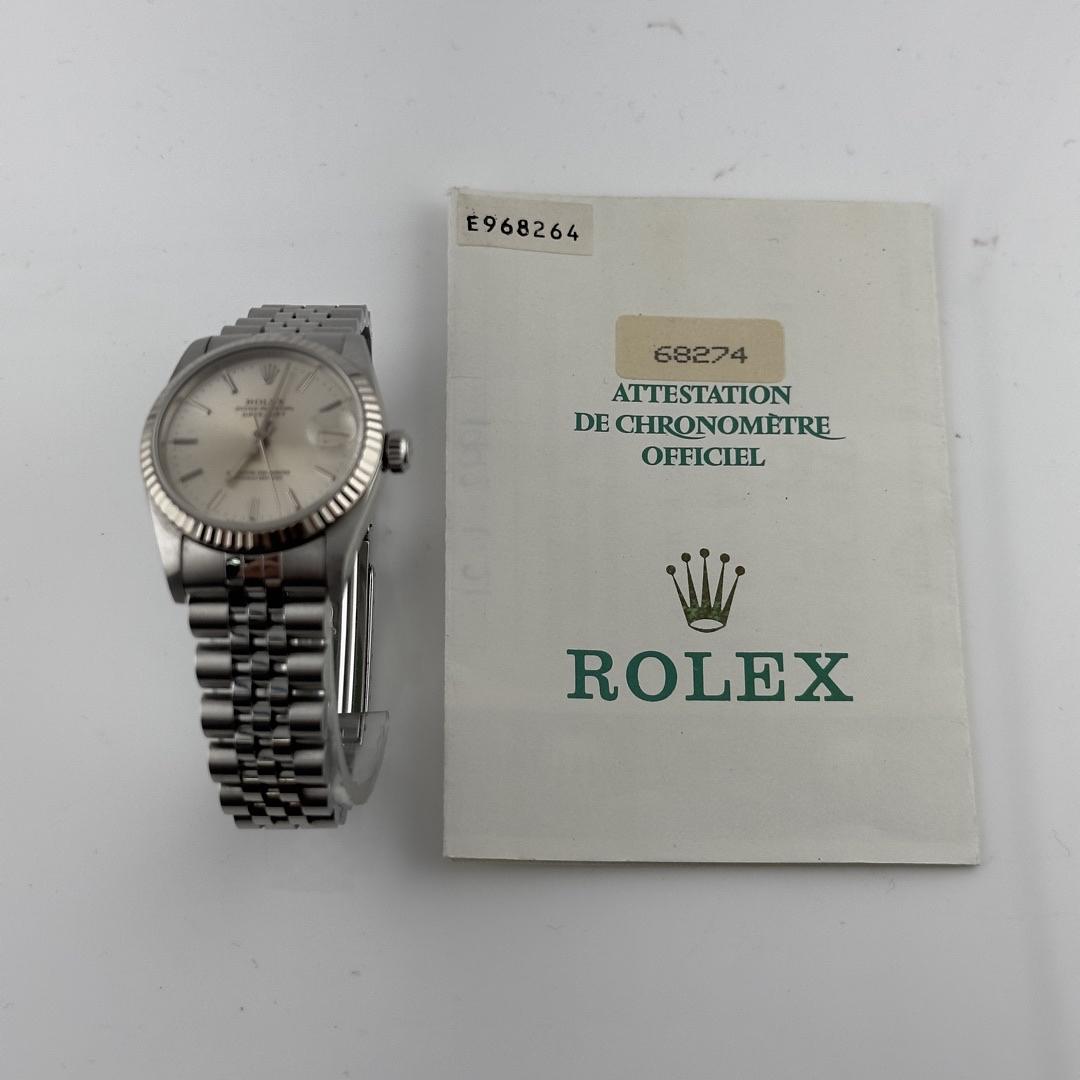 E968264
68274
ATTESTATION
DE CHRONOMÈTRE
OFFICIEL
ROLEX
ROLEX